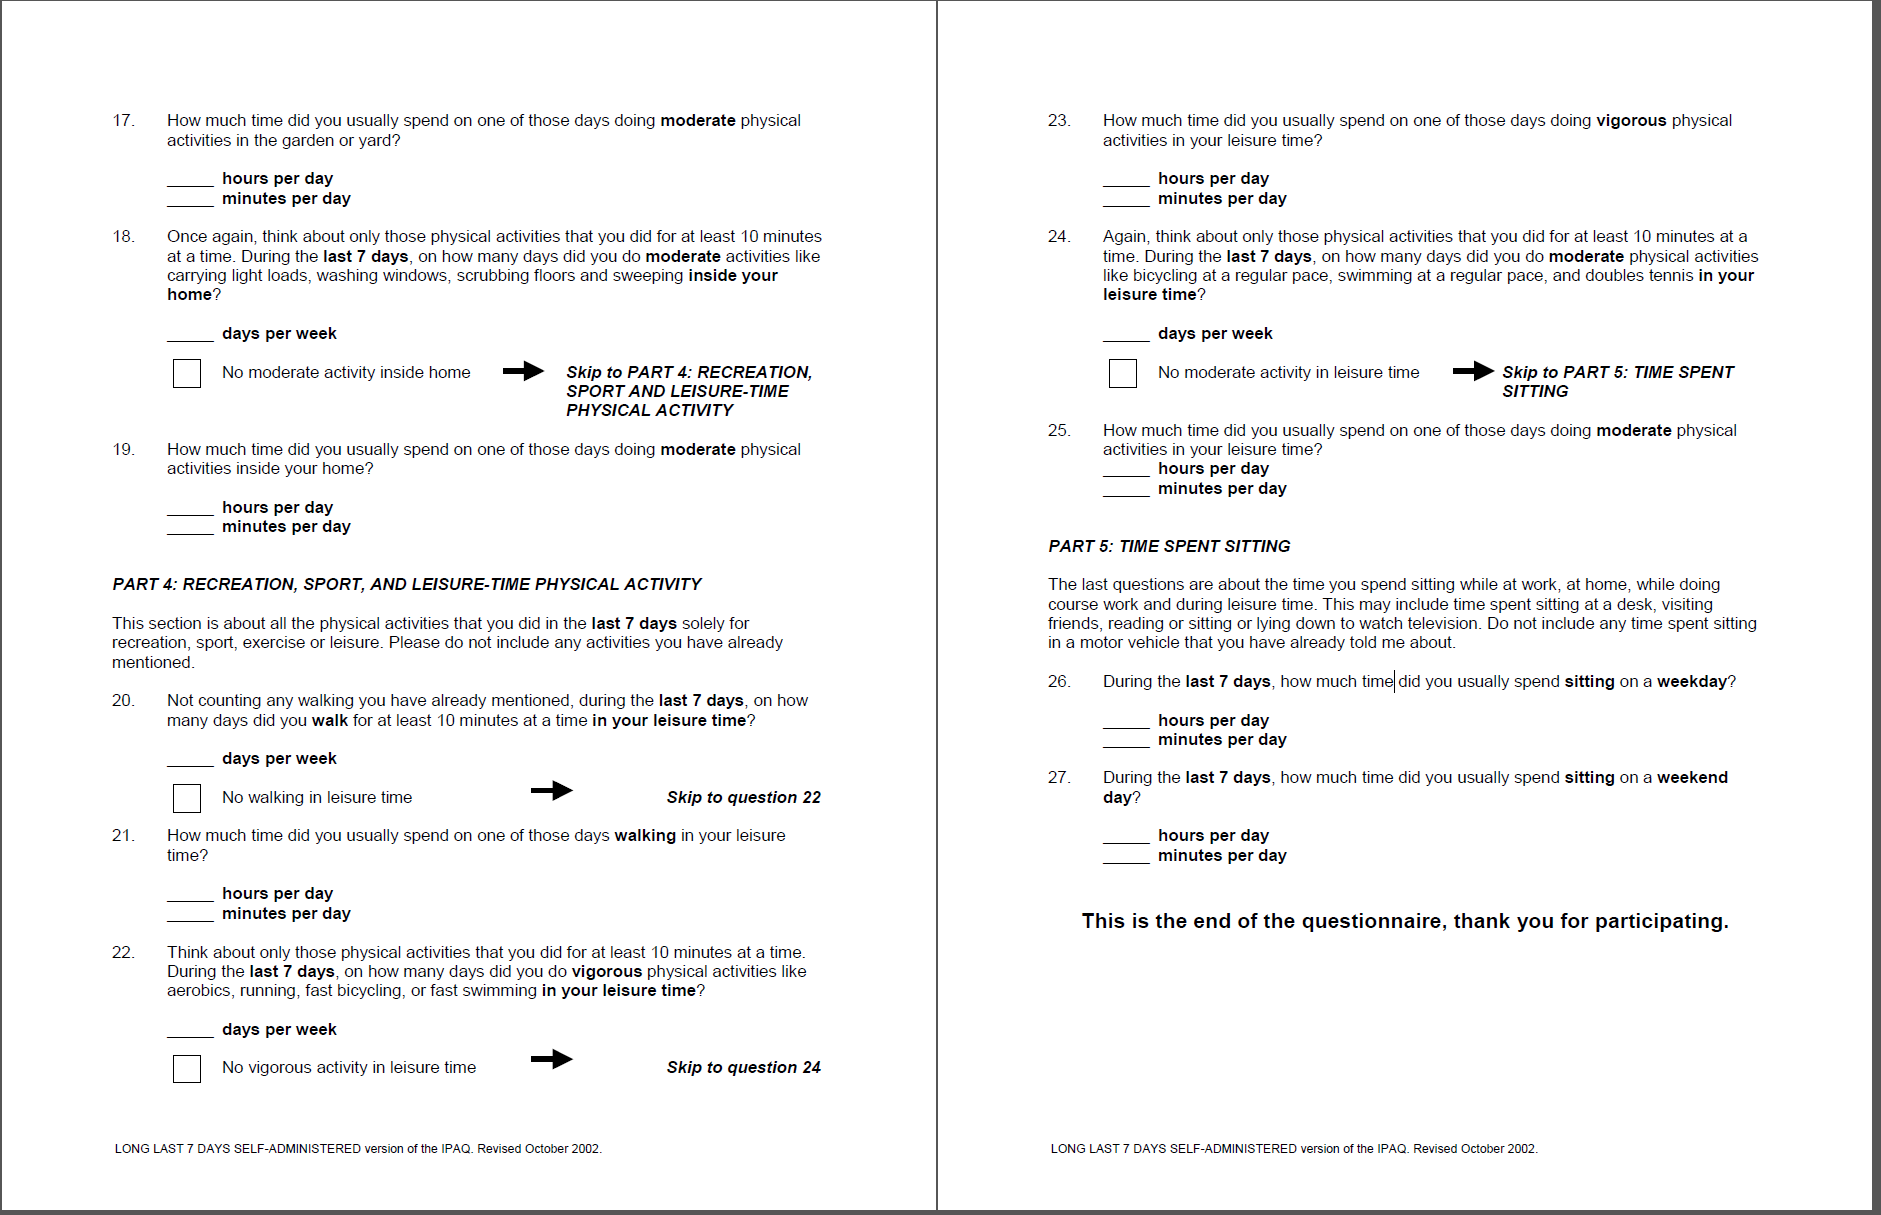 17. How much time did you usually spend on one of those days doing moderate physical
activities in the garden or yard?
_____ hours per day
_____ minutes per day
18. Once again, think about only those physical activities that you did for at least 10 minutes
at a time. During the last 7 days, on how many days did you do moderate activities like
carrying light loads, washing windows, scrubbing floors and sweeping inside your
home?
_____ days per week
No moderate activity inside home Skip to PART 4: RECREATION,
SPORT AND LEISURE-TIME
PHYSICAL ACTIVITY
19. How much time did you usually spend on one of those days doing moderate physical
activities inside your home?
_____ hours per day
_____ minutes per day
PART 4: RECREATION, SPORT, AND LEISURE-TIME PHYSICAL ACTIVITY
This section is about all the physical activities that you did in the last 7 days solely for
recreation, sport, exercise or leisure. Please do not include any activities you have already
mentioned.
20. Not counting any walking you have already mentioned, during the last 7 days, on how
many days did you walk for at least 10 minutes at a time in your leisure time?
_____ days per week
No walking in leisure time Skip to question 22
21. How much time did you usually spend on one of those days walking in your leisure
time?
_____ hours per day
_____ minutes per day
22. Think about only those physical activities that you did for at least 10 minutes at a time.
During the last 7 days, on how many days did you do vigorous physical activities like
aerobics, running, fast bicycling, or fast swimming in your leisure time?
_____ days per week
No vigorous activity in leisure time Skip to question 24
LONG LAST 7 DAYS SELF-ADMINISTERED version of the IPAQ. Revised October 2002.
23. How much time did you usually spend on one of those days doing vigorous physical
activities in your leisure time?
_____ hours per day
_____ minutes per day
24. Again, think about only those physical activities that you did for at least 10 minutes at a
time. During the last 7 days, on how many days did you do moderate physical activities
like bicycling at a regular pace, swimming at a regular pace, and doubles tennis in your
leisure time?
_____ days per week
No moderate activity in leisure time Skip to PART 5: TIME SPENT
SITTING
25. How much time did you usually spend on one of those days doing moderate physical
activities in your leisure time?
_____ hours per day
_____ minutes per day
PART 5: TIME SPENT SITTING
The last questions are about the time you spend sitting while at work, at home, while doing
course work and during leisure time. This may include time spent sitting at a desk, visiting
friends, reading or sitting or lying down to watch television. Do not include any time spent sitting
in a motor vehicle that you have already told me about.
26. During the last 7 days, how much time did you usually spend sitting on a weekday?
_____ hours per day
_____ minutes per day
27. During the last 7 days, how much time did you usually spend sitting on a weekend
day?
_____ hours per day
_____ minutes per day
This is the end of the questionnaire, thank you for participating.
LONG LAST 7 DAYS SELF-ADMINISTERED version of the IPAQ. Revised October 2002.